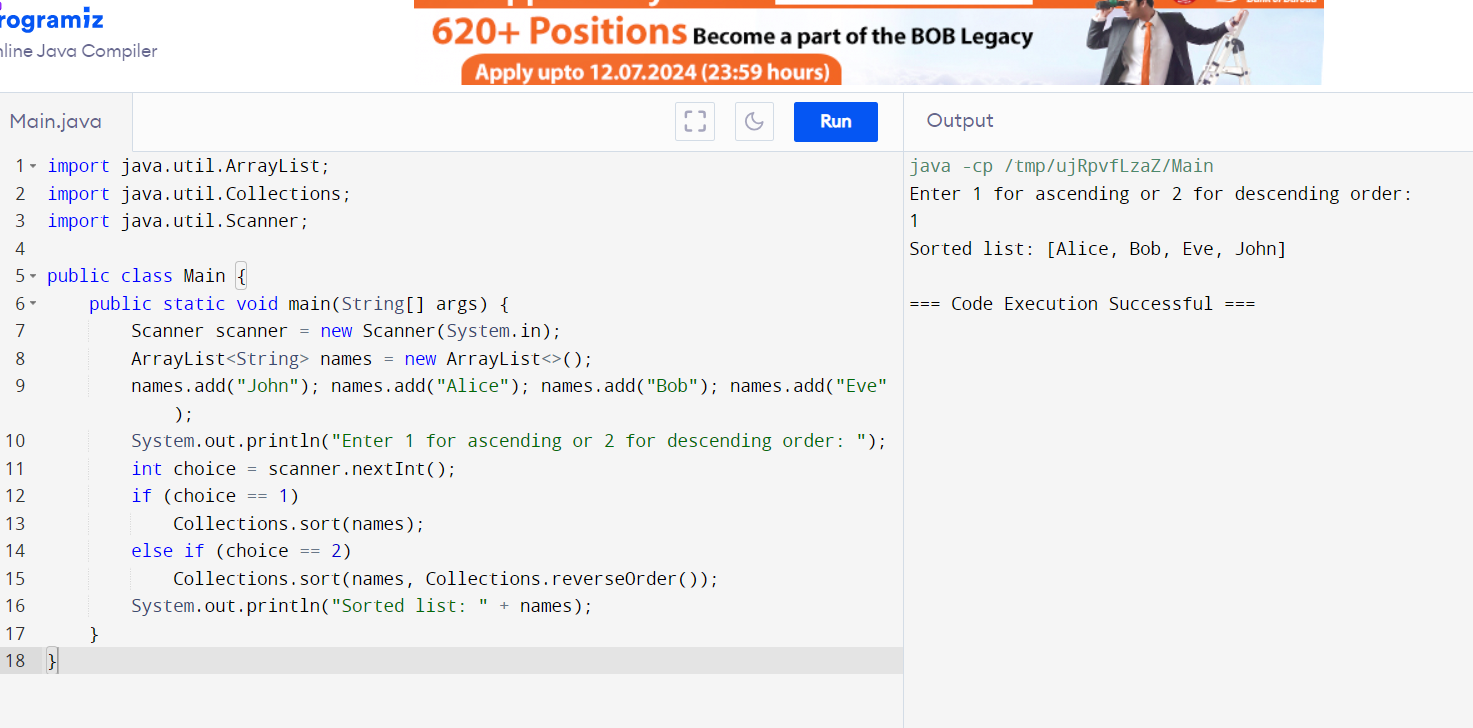 rogramiz
nline Java Compiler
620+ Positions Become a part of the BOB Legacy
Apply upto 12.07.2024 (23:59 hours)
Main.java
Run
Output
1 import java.util.ArrayList;
2 import java.util.Collections;
3 import java.util.Scanner;
4
5 public class Main {
6     public static void main(String[] args) {
7         Scanner scanner = new Scanner(System.in);
8         ArrayList<String> names = new ArrayList<>();
9         names.add("John"); names.add("Alice"); names.add("Bob"); names.add("Eve"
            );
10         System.out.println("Enter 1 for ascending or 2 for descending order: ");
11         int choice = scanner.nextInt();
12         if (choice == 1)
13             Collections.sort(names);
14         else if (choice == 2)
15             Collections.sort(names, Collections.reverseOrder());
16         System.out.println("Sorted list: " + names);
17     }
18 }
java -cp /tmp/ujRpvfLzaZ/Main
Enter 1 for ascending or 2 for descending order:
1
Sorted list: [Alice, Bob, Eve, John]
=== Code Execution Successful ===